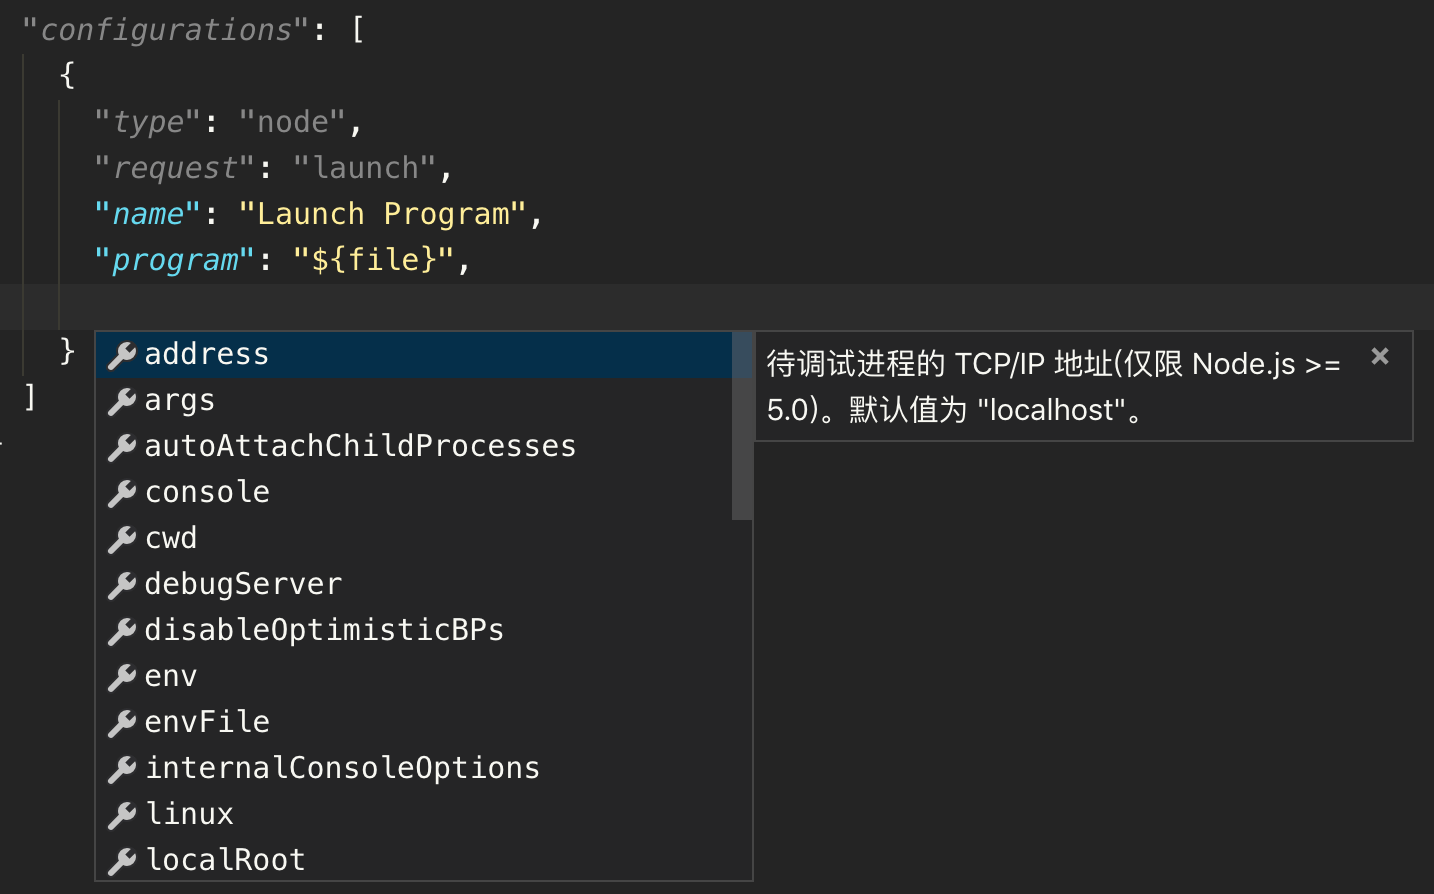 "configurations": [
{
"type": "node",
"request": "launch",
"name": "Launch Program",
"program": "${file}",
}
]
address
args
autoAttachChildProcesses
console
cwd
debugServer
disableOptimisticBPs
env
envFile
internalConsoleOptions
linux
localRoot
待调试进程的 TCP/IP 地址(仅限 Node.js >=
5.0)。默认值为 "localhost"。